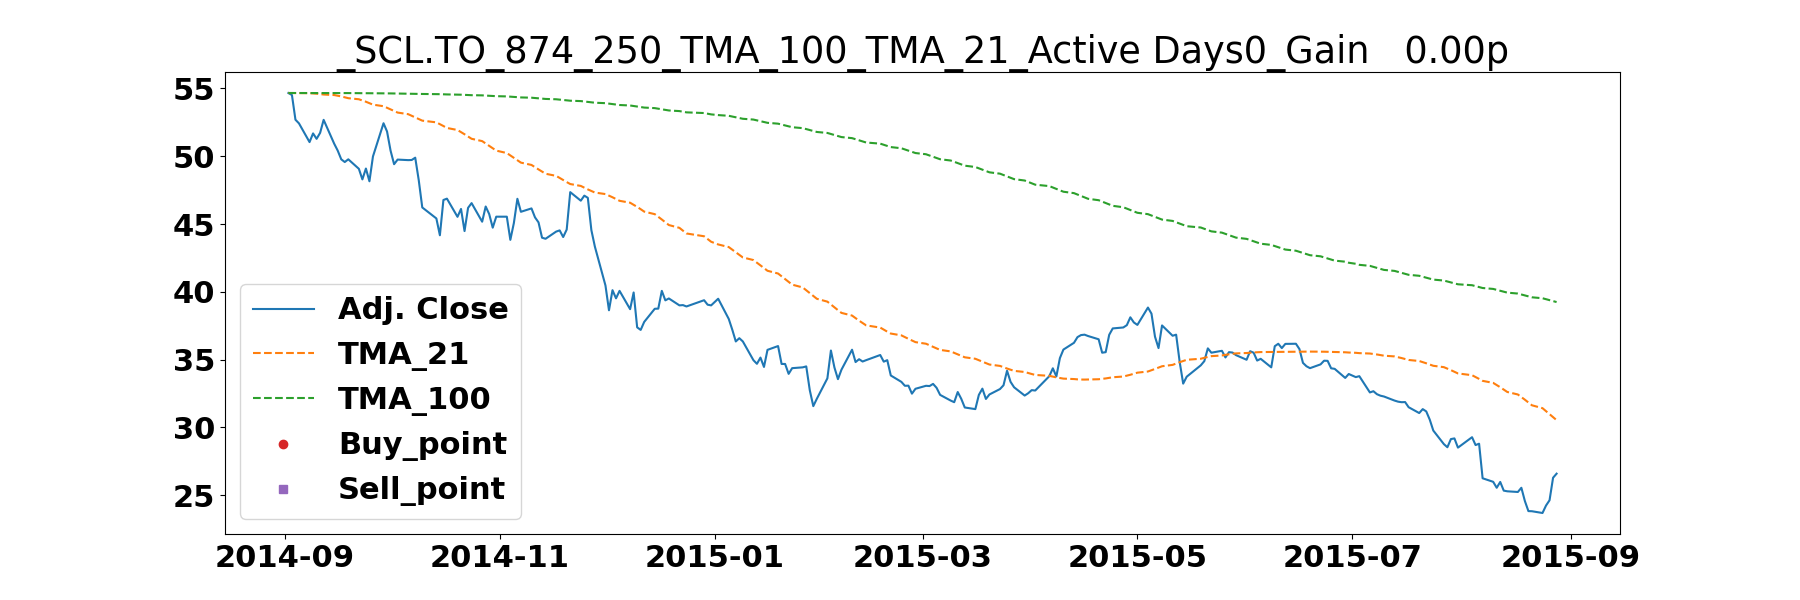 _SCL.TO_874_250_TMA_100_TMA_21_Active Days0_Gain   0.00p
55
50
45
40
35
30
25
Adj. Close
TMA_21
TMA_100
Buy_point
Sell_point
2014-09 2014-11 2015-01 2015-03 2015-05 2015-07 2015-09